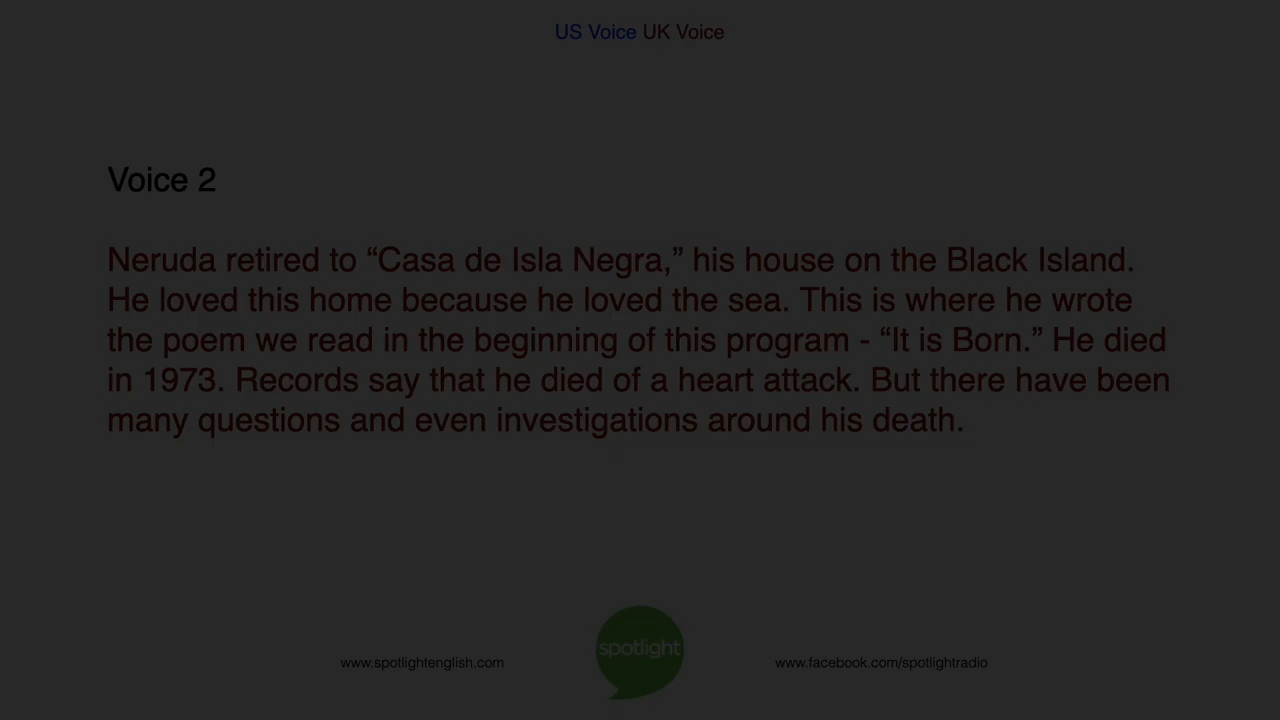 US Voice UK Voice
Voice 2
Neruda retired to “Casa de Isla Negra,” his house on the Black Island.
He loved this home because he loved the sea. This is where he wrote
the poem we read in the beginning of this program - “It is Born.” He died
in 1973. Records say that he died of a heart attack. But there have been
many questions and even investigations around his death.
spotlight
www.spotlightenglish.com
www.facebook.com/spotlightradio